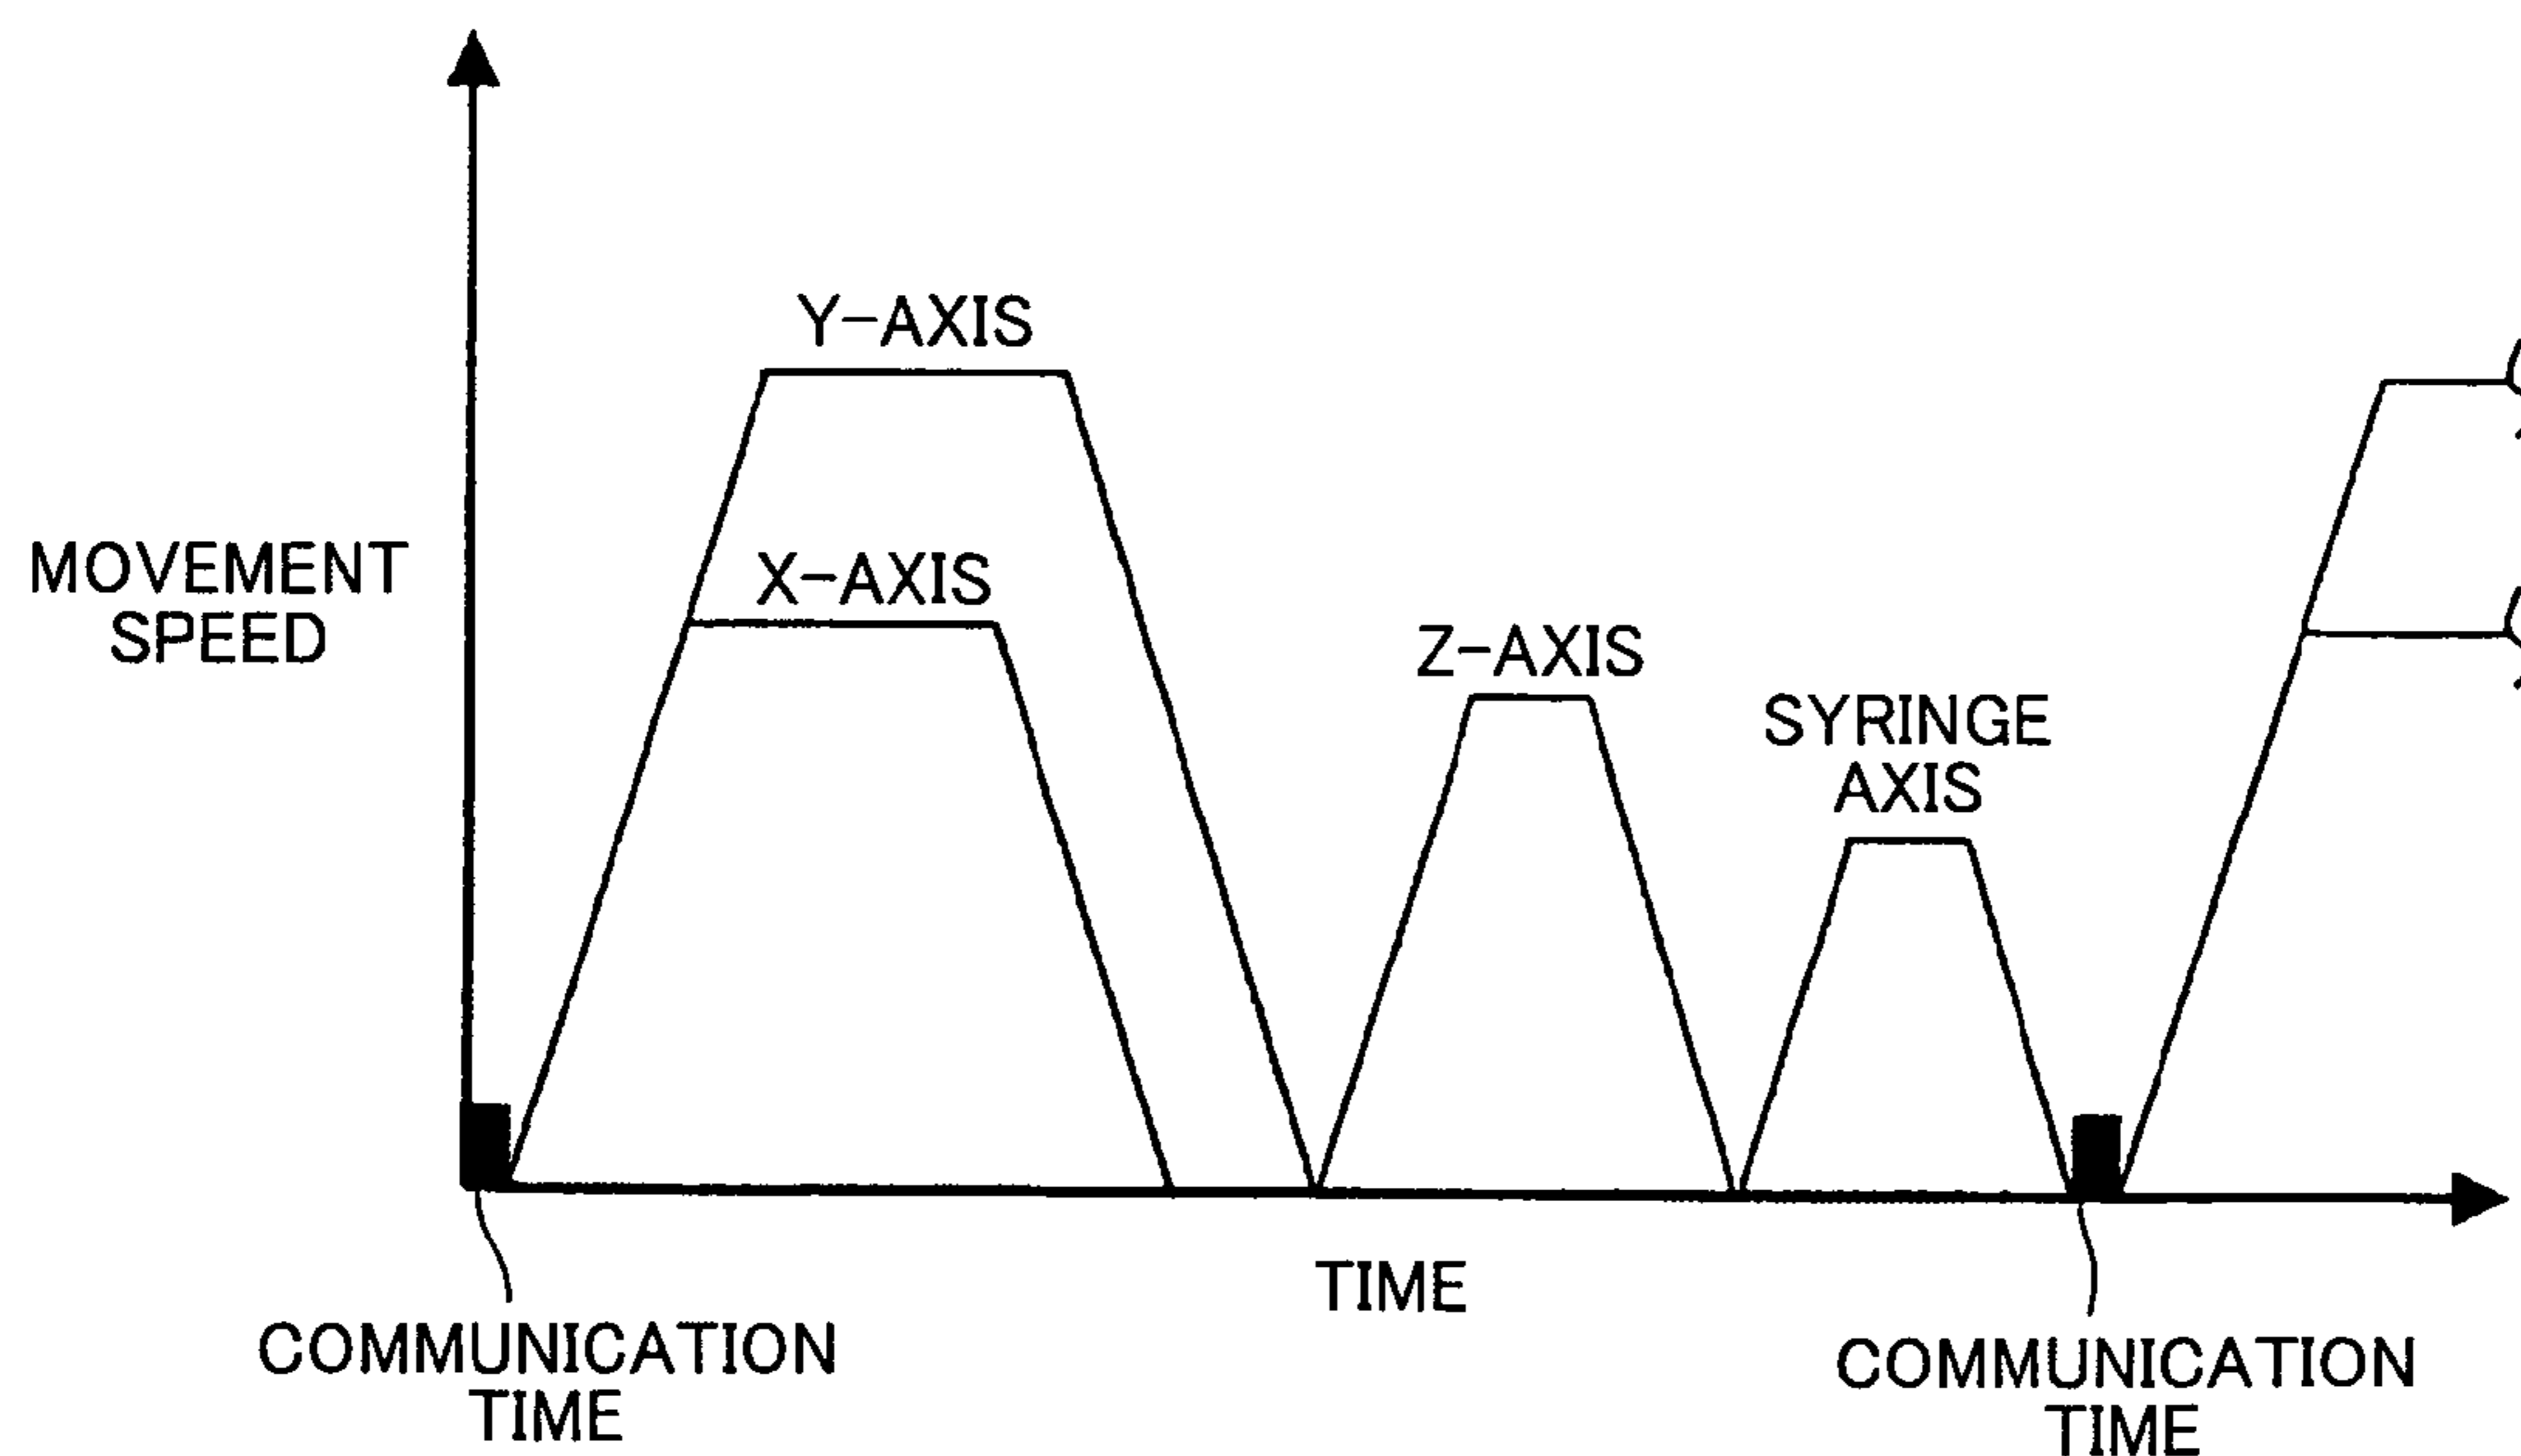 Y-AXIS
X-AXIS
MOVEMENT
SPEED
Z-AXIS
SYRINGE
AXIS
TIME
COMMUNICATION
TIME
COMMUNICATION
TIME